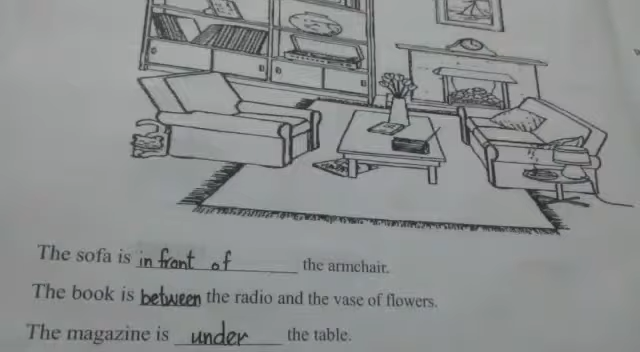 The sofa is in front of the armchair.
The book is between the radio and the vase of flowers.
The magazine is under the table.